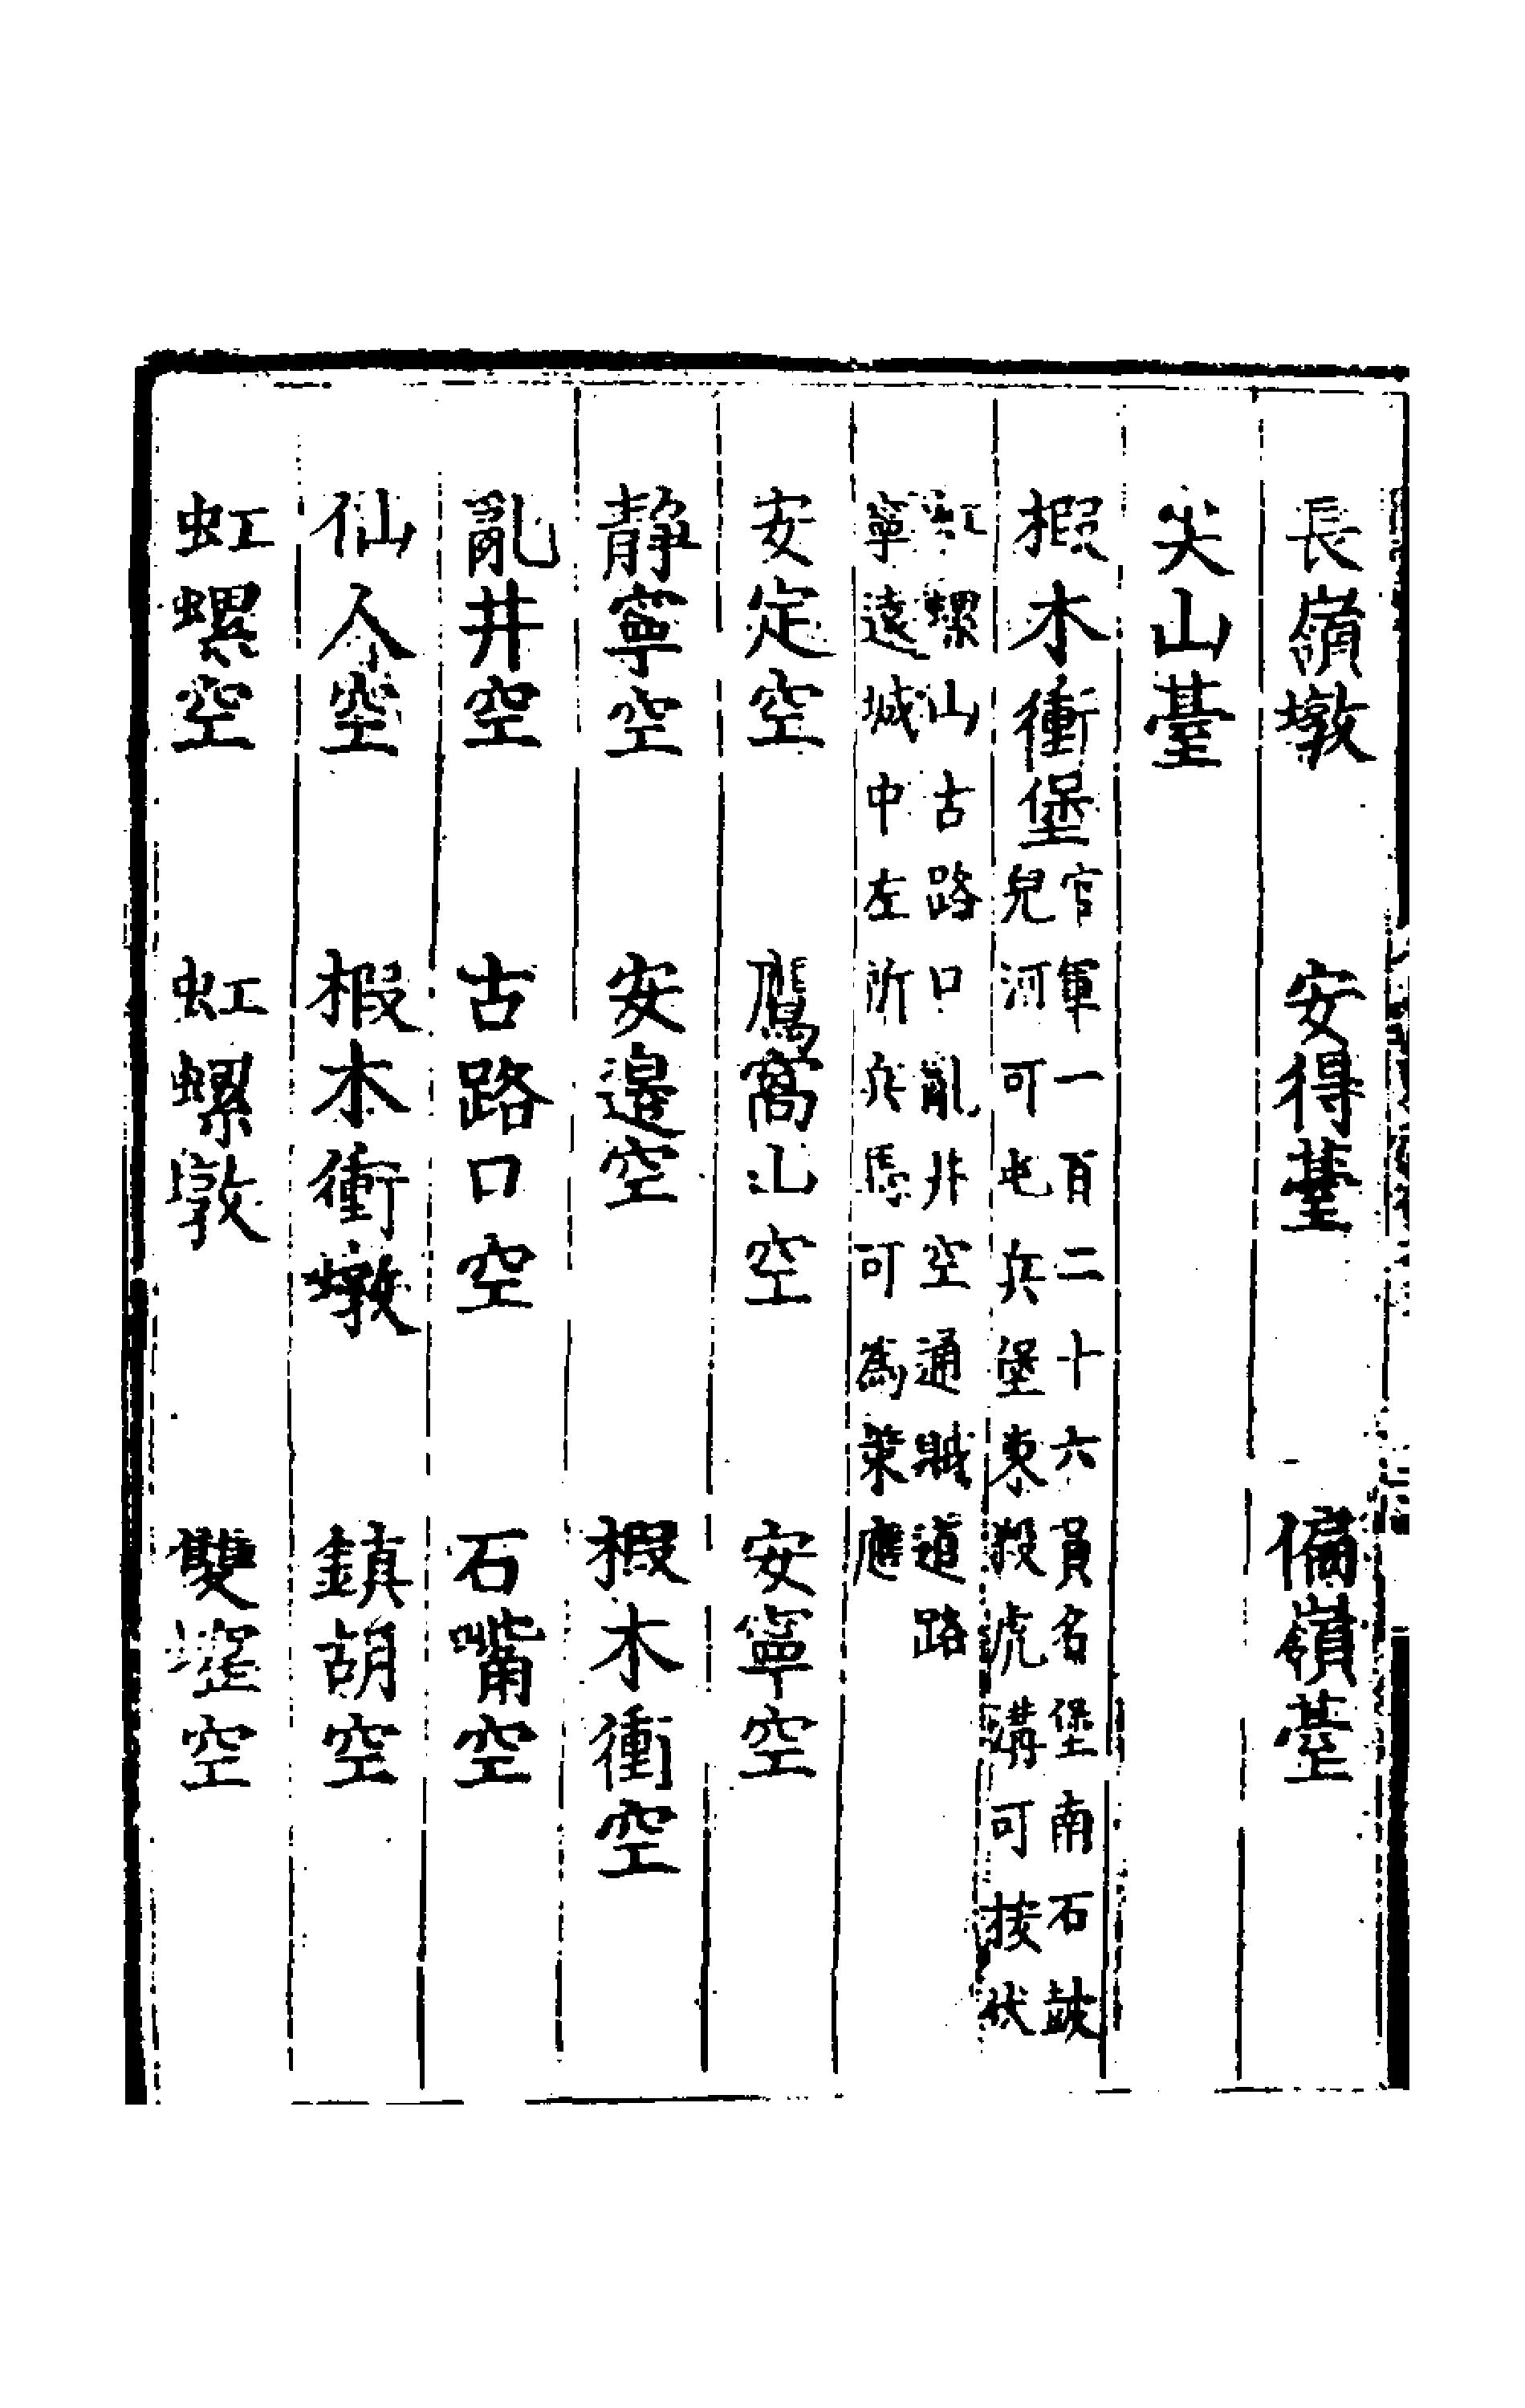 長嶺墩 安得臺 偏嶺臺
尖山臺
椵木衝堡官軍一百二十六員名堡南石鼓
兒河可屯兵堡東殺虎溝可按伏
虹螺山古路口亂井空通賊道路
寧遠城中左所兵馬可為策應
安定空 鷹窩山空 安寧空
静寧空 安邊空 椵木衝空
亂井空 古路口空 石嘴空
仙人空 椵木衝墩 鎮胡空
虹螺空 虹螺墩 雙堆空